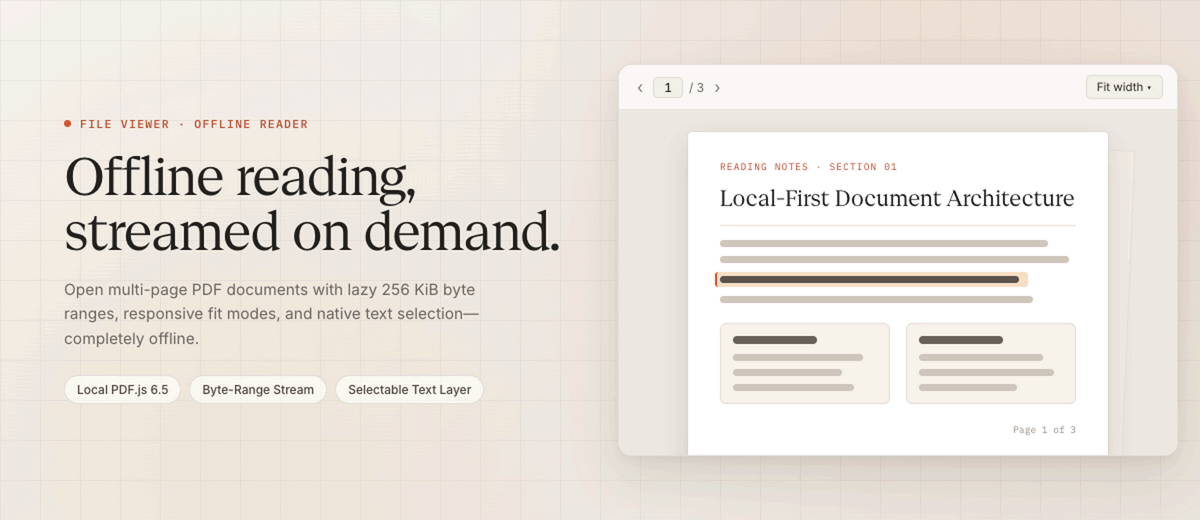 FILE VIEWER · OFFLINE READER
Offline reading,
streamed on demand.
Open multi-page PDF documents with lazy 256 KiB byte
ranges, responsive fit modes, and native text selection—
completely offline.
Local PDF.js 6.5
Byte-Range Stream
Selectable Text Layer
‹ 1 / 3 ›
Fit width ▾
READING NOTES · SECTION 01
Local-First Document Architecture
Page 1 of 3